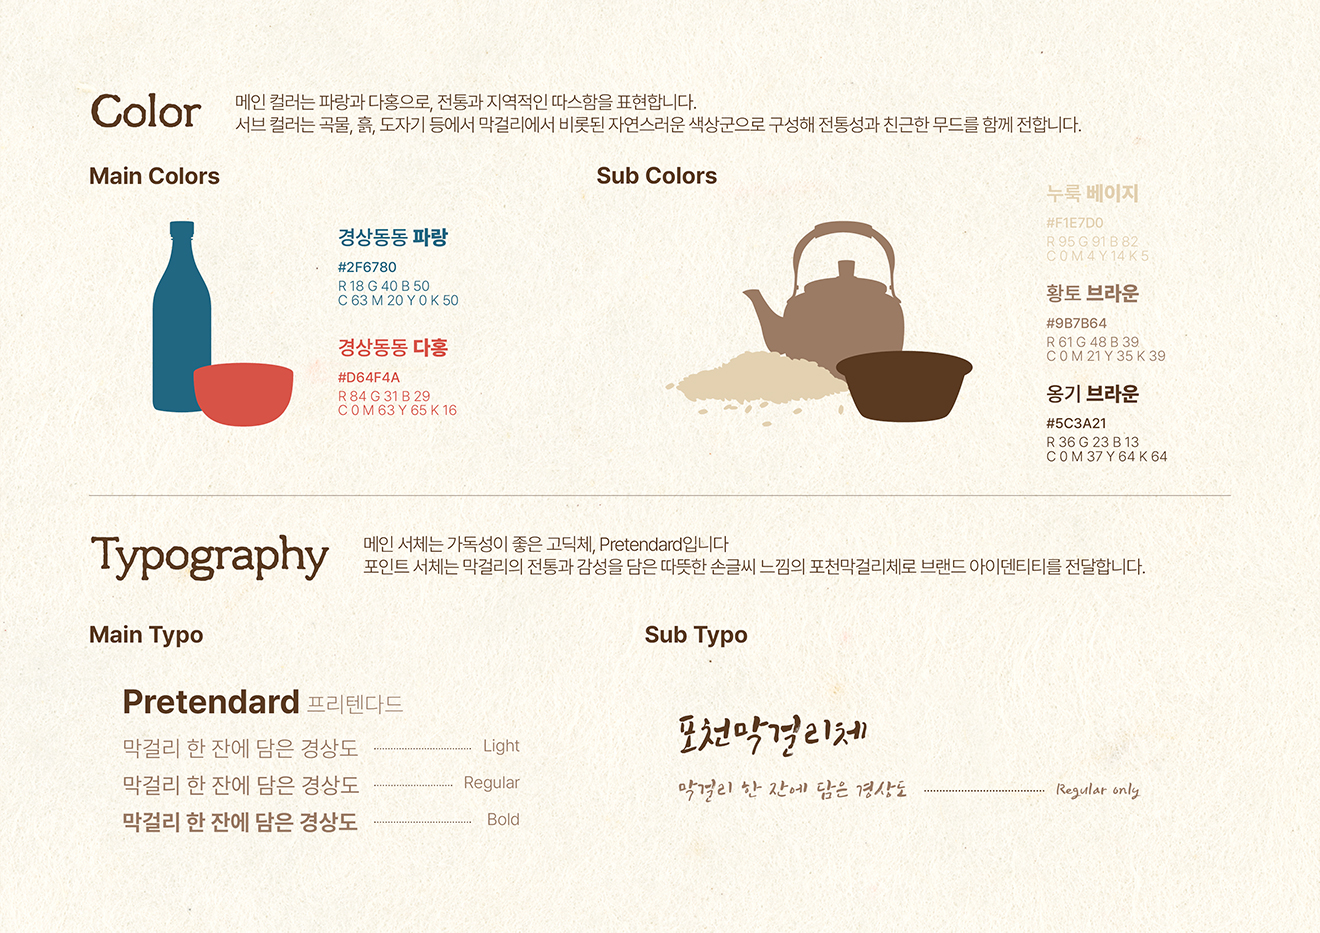 Color
메인 컬러는 파랑과 다홍으로, 전통과 지역적인 따스함을 표현합니다.
서브 컬러는 곡물, 흙, 도자기 등에서 막걸리에서 비롯된 자연스러운 색상군으로 구성해 전통성과 친근한 무드를 함께 전합니다.
Main Colors
경상동동 파랑
#2F6780
R 18 G 40 B 50
C 63 M 20 Y 0 K 50
경상동동 다홍
#D64F4A
R 84 G 31 B 29
C 0 M 63 Y 65 K 16
Sub Colors
누룩 베이지
#F1E7D0
R 95 G 91 B 82
C 0 M 4 Y 14 K 5
황토 브라운
#9B7B64
R 61 G 48 B 39
C 0 M 21 Y 35 K 39
옹기 브라운
#5C3A21
R 36 G 23 B 13
C 0 M 37 Y 64 K 64
Typography
메인 서체는 가독성이 좋은 고딕체, Pretendard입니다
포인트 서체는 막걸리의 전통과 감성을 담은 따뜻한 손글씨 느낌의 포천막걸리체로 브랜드 아이덴티티를 전달합니다.
Main Typo
Pretendard 프리텐다드
막걸리 한 잔에 담은 경상도 Light
막걸리 한 잔에 담은 경상도 Regular
막걸리 한 잔에 담은 경상도 Bold
Sub Typo
포천막걸리체
막걸리 한 잔에 담은 경상도 Regular only